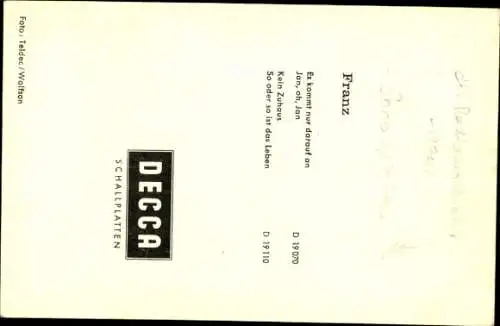 Franz
Es kommt nur darauf an
Jan, oh, Jan D 19 070
Kein Zuhaus
So oder so ist das Leben D 19 110
DECCA
SCHALLPLATTEN
Foto: Teldec/Wolfson